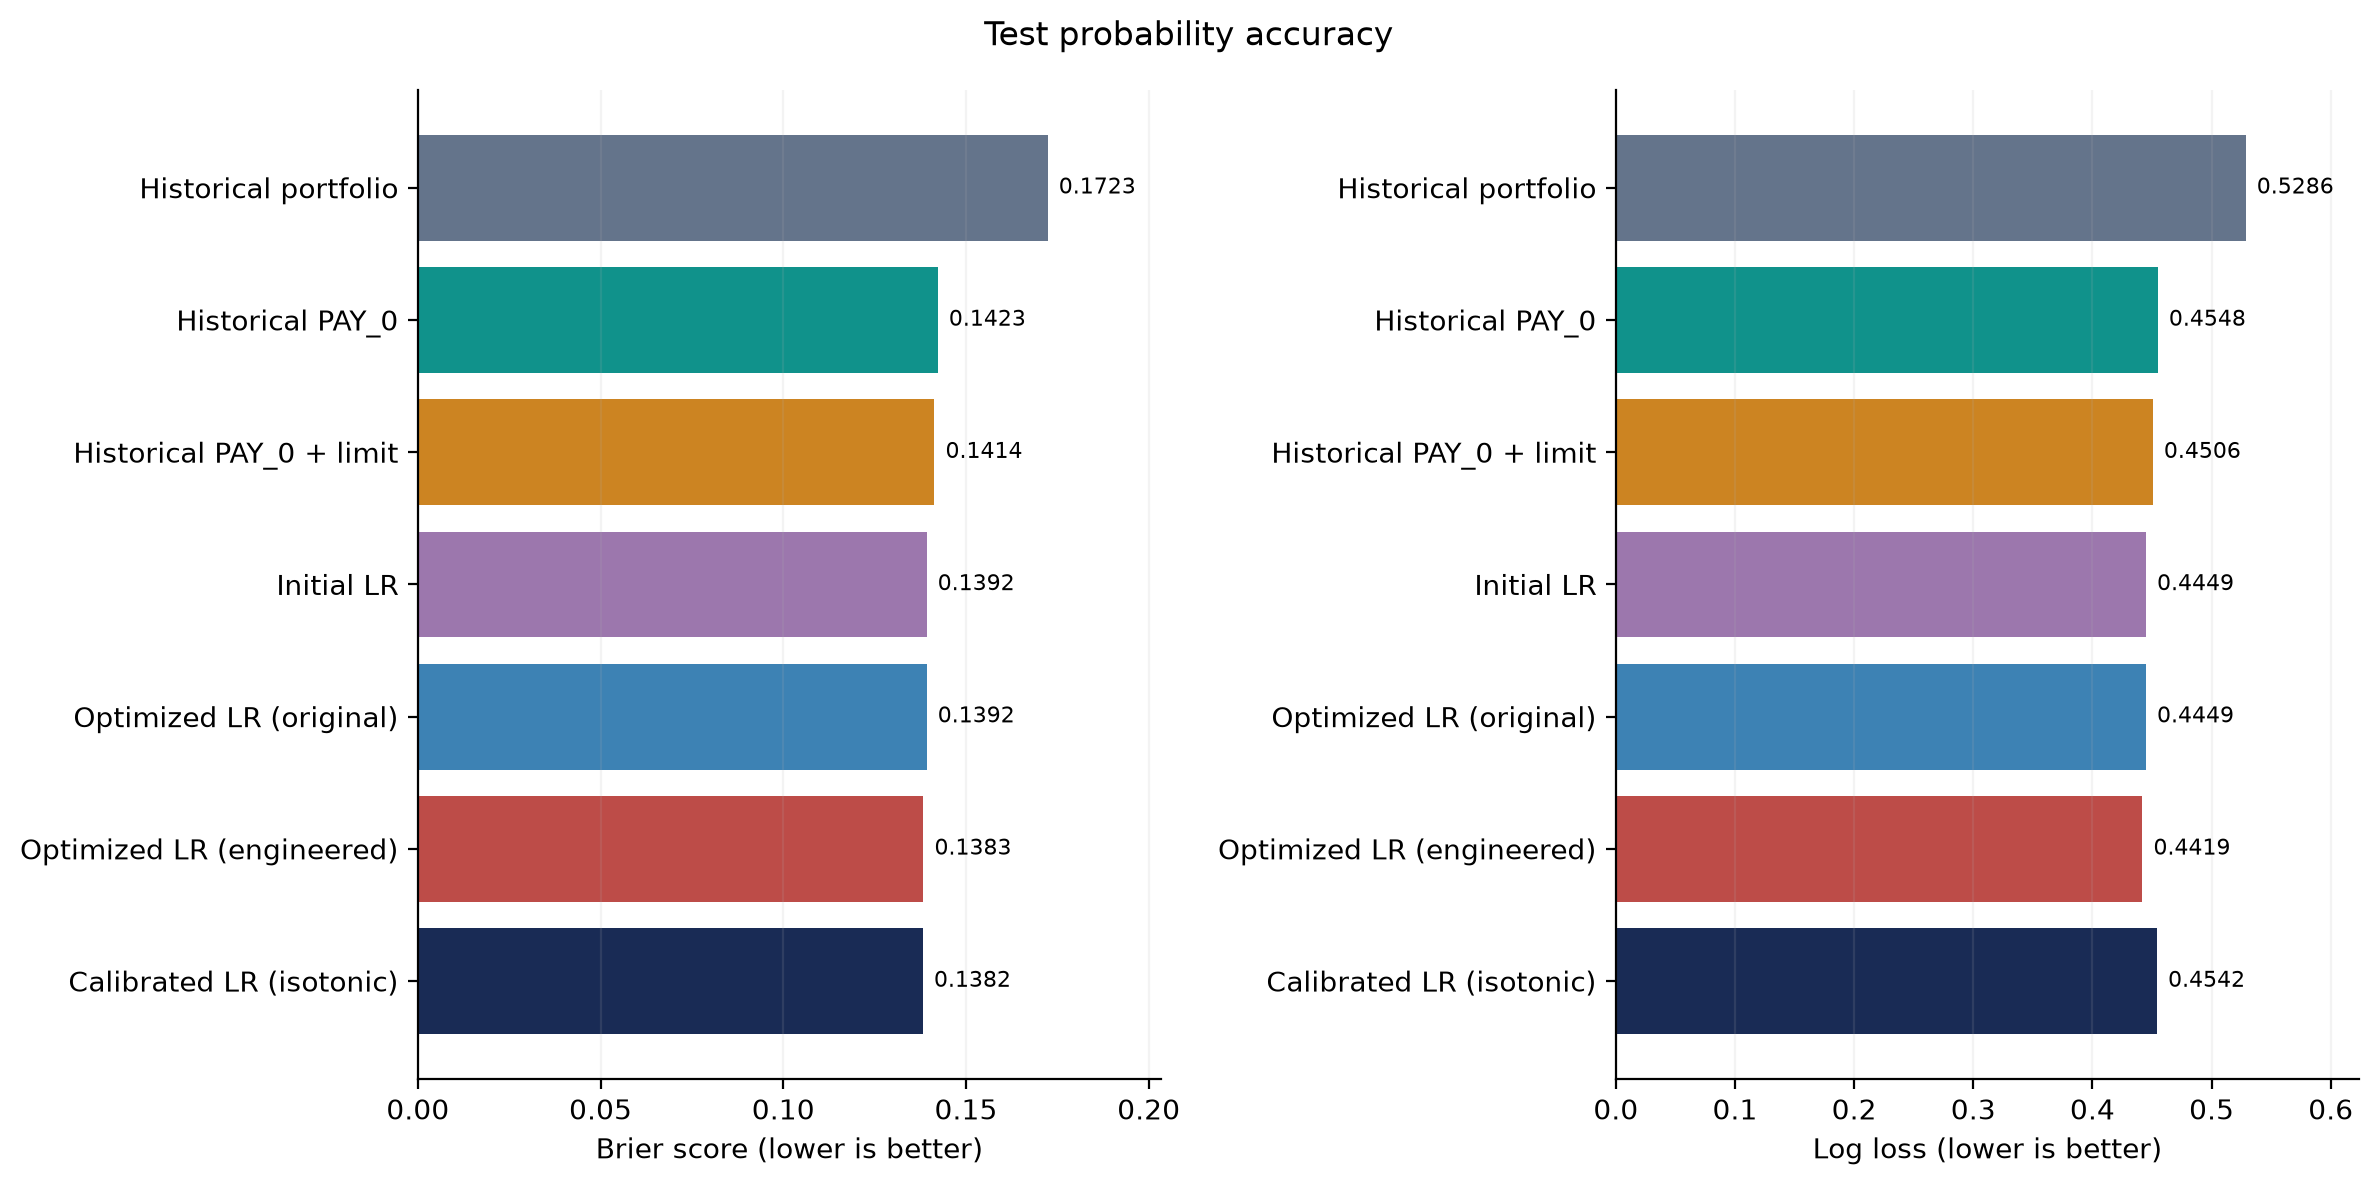 Test probability accuracy
Historical portfolio
0.1723
Historical PAY_0
0.1423
Historical PAY_0 + limit
0.1414
Initial LR
0.1392
Optimized LR (original)
0.1392
Optimized LR (engineered)
0.1383
Calibrated LR (isotonic)
0.1382
0.00 0.05 0.10 0.15 0.20
Brier score (lower is better)
Historical portfolio
0.5286
Historical PAY_0
0.4548
Historical PAY_0 + limit
0.4506
Initial LR
0.4449
Optimized LR (original)
0.4449
Optimized LR (engineered)
0.4419
Calibrated LR (isotonic)
0.4542
0.0 0.1 0.2 0.3 0.4 0.5 0.6
Log loss (lower is better)